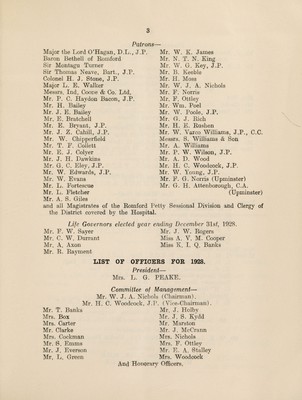 3
Patrons—
Major the Lord O'Hagan, D.L., J.P.
Baron Bethell of Romford
Sir Montagu Turner
Sir Thomas Neave, Bart., J.P.
Colonel H. J. Stone, J.P.
Major L. E. Walker
Messrs. Ind, Coope & Co. Ltd.
Mr. P. C. Haydon Bacon, J.P.
Mr. H. Bailey
Mr. J. E. Bailey
Mr. E. Bratchell
Mr. E. Bryant, J.P.
Mr. J. Z. Cahill, J.P.
Mr. W. Chipperfield
Mr. T. F. Collett
Mr. E. J. Colyer
Mr. J. H. Dawkins
Mr. G. C. Eley, J.P.
Mr. W. Edwards, J.P.
Mr. W. Evans
Mr. L. Fortescue
Mr. L. Fletcher
Mr. A. S. Giles
Mr. W. K. James
Mr. N. T. N. King
Mr. W. G. Key, J.P.
Mr. B. Keeble
Mr. H. Moss
Mr. W. J. A. Nichols
Mr. F. Norris
Mr. F. Ottley
Mr. Wm. Poel
Mr. W. Poole, J.P.
Mr. G. J. Rich
Mr. H. E. Rushen
Mr. W. Varco Williams, J.P., C.C.
Messrs. S. Williams & Son
Mr. A. Williams
Mr. P. W. Wilson, J.P.
Mr. A. D. Wood
Mr. H. C. Woodcock, J.P.
Mr. W. Young, J.P.
Mr. F. G. Norris (Upminster)
Mr. G. H. Attenborough, C.A.
(Upminster)
and all Magistrates of the Romford Petty Sessional Division and Clergy of
the District covered by the Hospital.
Life Governors elected year ending December 31st, 1928.
Mr. F. W. Sayer
Mr. C. W. Durrant
Mr. A. Axon
Mr. R. Rayment
Mr. J. W. Rogers
Miss A. V. M. Cooper
Miss K. I. Q. Banks
LIST OF OFFICERS FOR 1928.
President—
Mrs. L. G. PEAKE.
Committee of Management—
Mr. W. J. A. Nichols (Chairman).
Mr. H. C. Woodcock, J.P. (Vice-Chairman).
Mr. T. Banks
Mrs. Box
Mrs. Carter
Mr. Clarke
Mrs. Cockman
Mr. S. Emms
Mr. J. Everson
Mr. L. Green
Mr. J. Holby
Mr. J. S. Kydd
Mr. Marston
Mr. J. McCrann
Mrs. Nichols
Mrs. F. Ottley
Mr. E. A. Stalley
Mrs. Woodcock
And Honorary Officers.